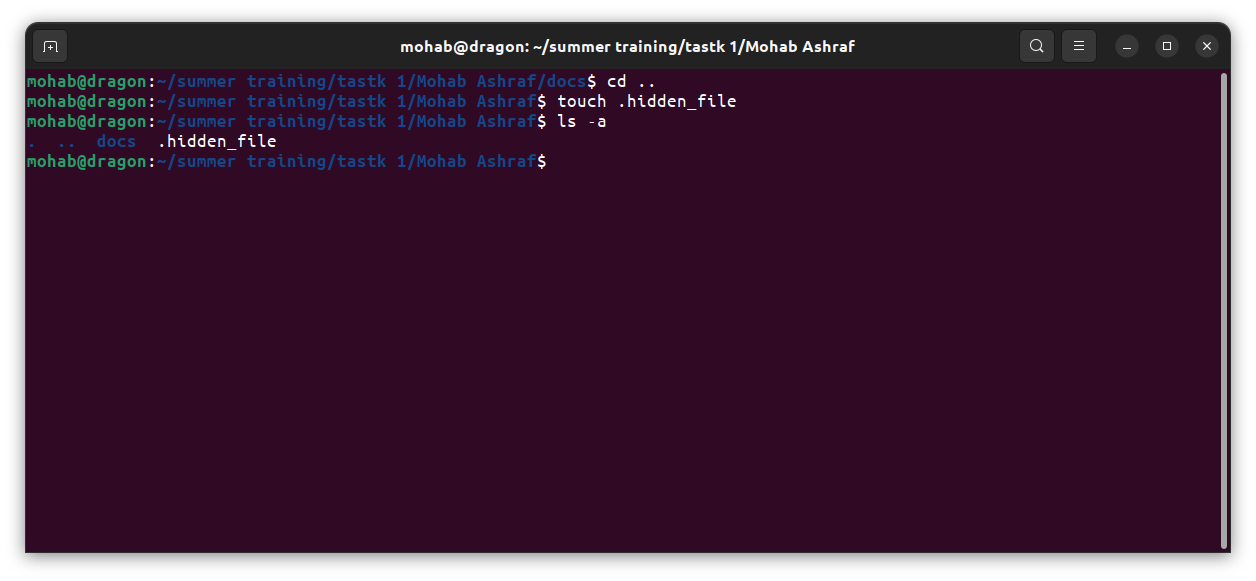 mohab@dragon: ~/summer training/tastk 1/Mohab Ashraf
mohab@dragon:~/summer training/tastk 1/Mohab Ashraf/docs$ cd ..
mohab@dragon:~/summer training/tastk 1/Mohab Ashraf$ touch .hidden_file
mohab@dragon:~/summer training/tastk 1/Mohab Ashraf$ ls -a
.  ..  docs  .hidden_file
mohab@dragon:~/summer training/tastk 1/Mohab Ashraf$